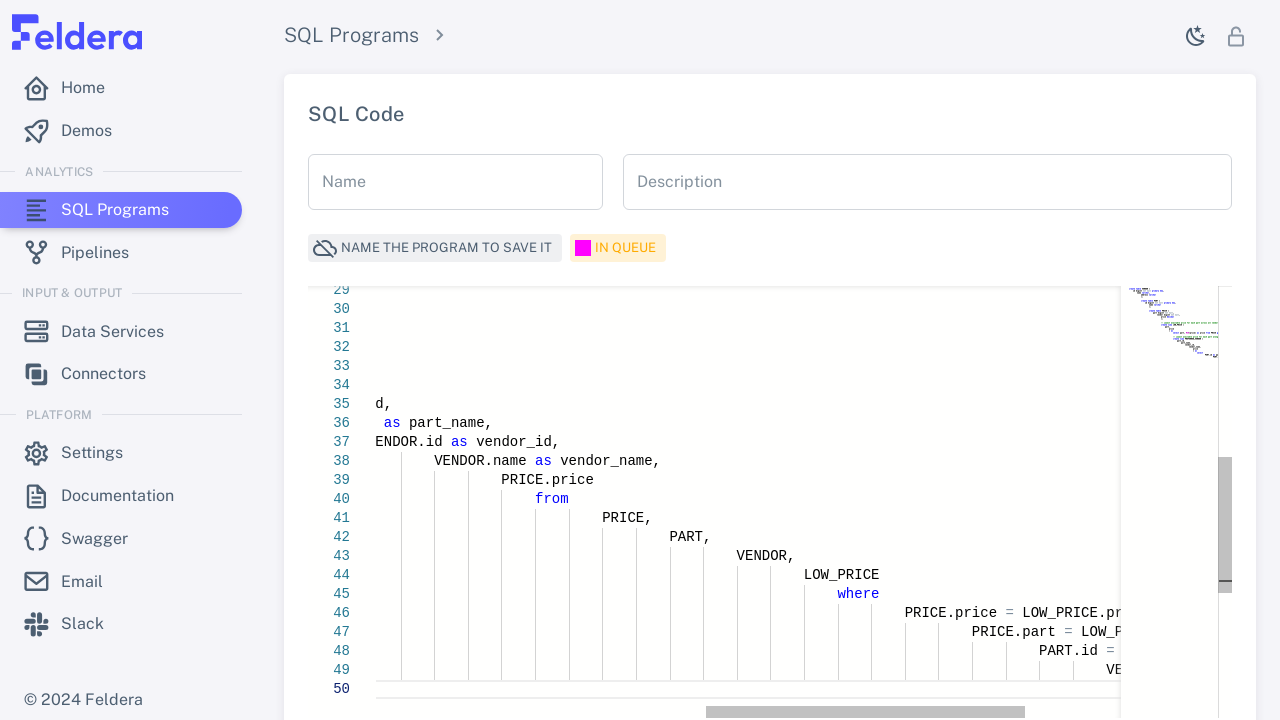 Feldera
SQL Programs
Home
Demos
ANALYTICS
SQL Programs
Pipelines
INPUT & OUTPUT
Data Services
Connectors
PLATFORM
Settings
Documentation
Swagger
Email
Slack
© 2024 Feldera
SQL Code
Name
Description
NAME THE PROGRAM TO SAVE IT
IN QUEUE
29
30
31
32
33
34
35 d,
36 as part_name,
37 ENDOR.id as vendor_id,
38 VENDOR.name as vendor_name,
39 PRICE.price
40 from
41 PRICE,
42 PART,
43 VENDOR,
44 LOW_PRICE
45 where
46 PRICE.price = LOW_PRICE.pr
47 PRICE.part = LOW_P
48 PART.id =
49 VE
50